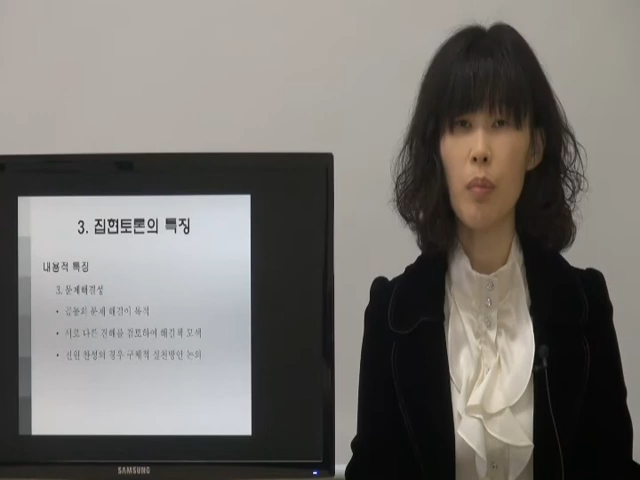 3. 집현토론의 특징
내용적 특징
3. 문제해결성
• 공동의 문제 해결이 목적
• 서로 다른 견해를 검토하여 해결책 모색
• 전원 찬성의 경우 구체적 실천방안 논의
SAMSUNG